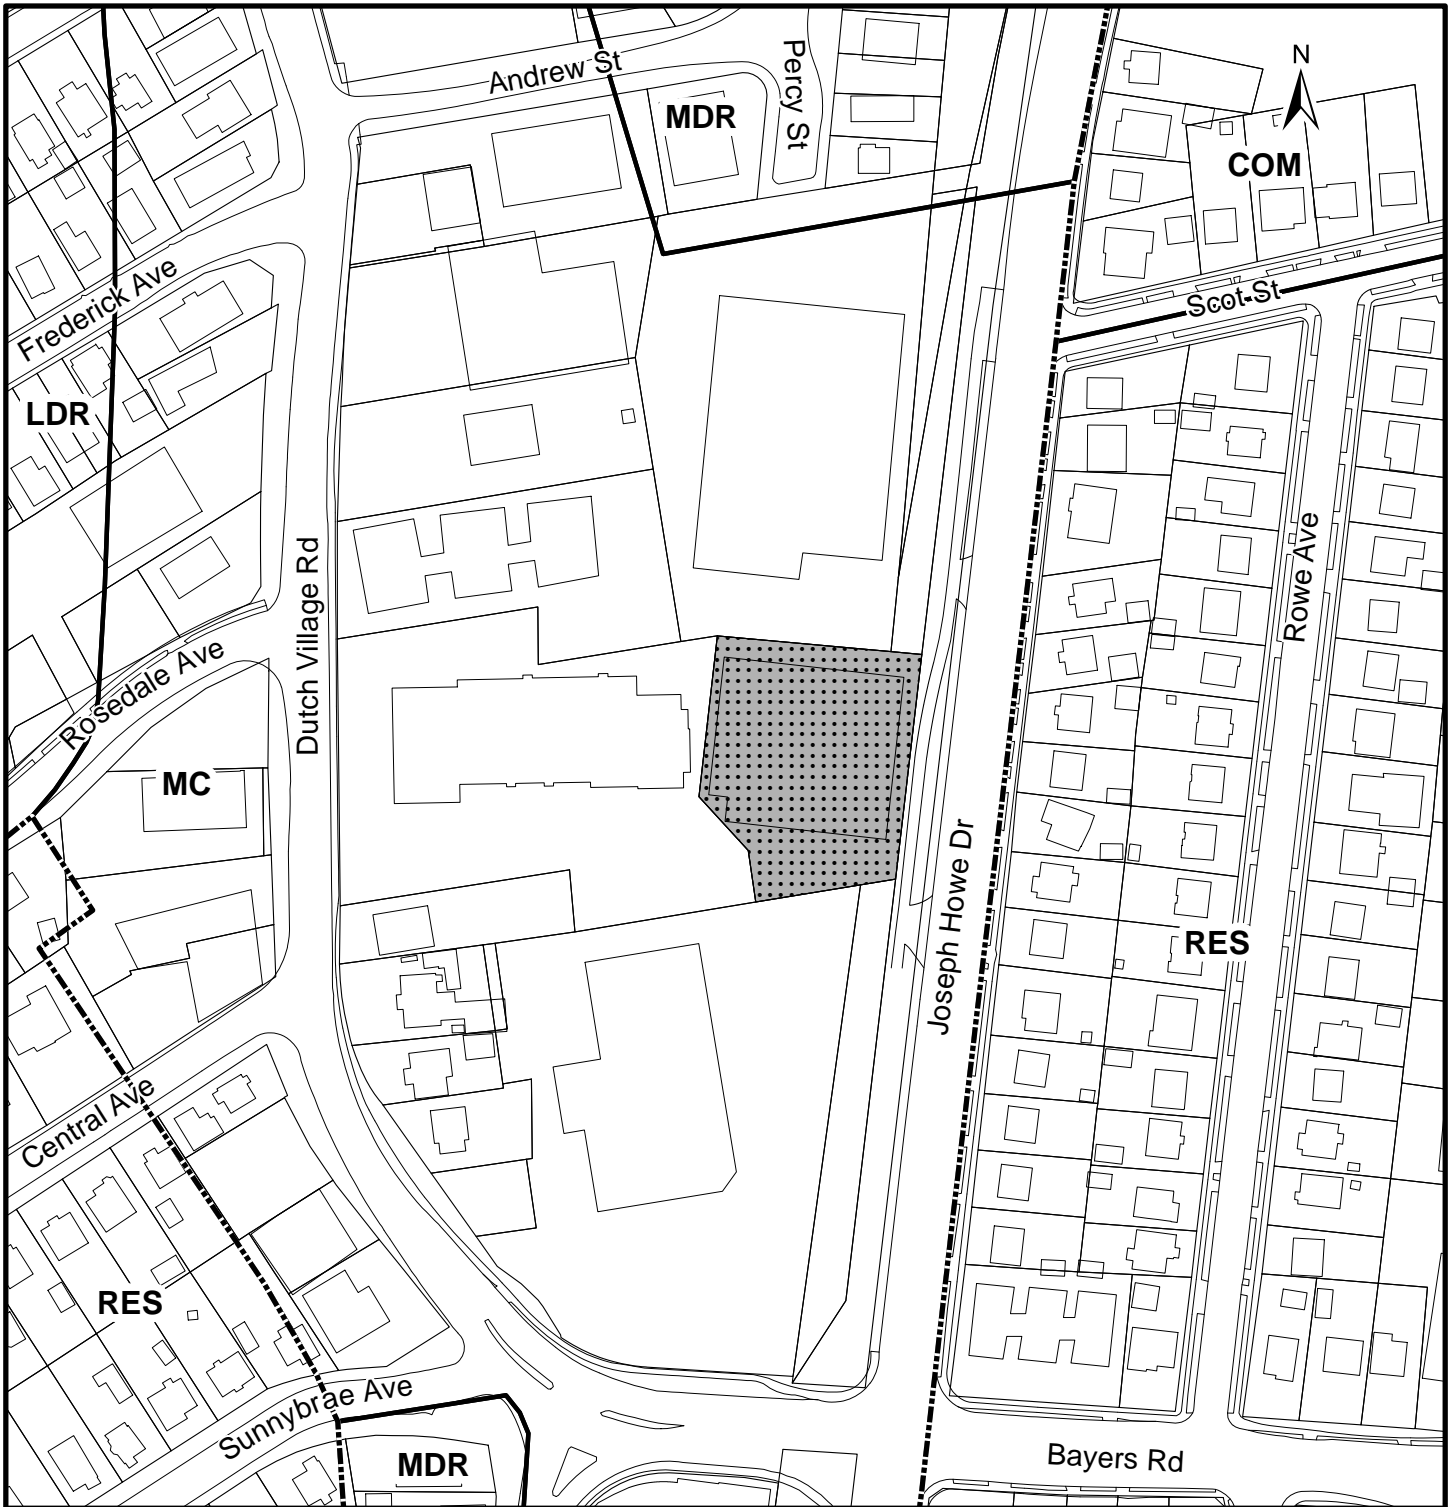 Andrew St
Percy St
MDR
N
COM
Scot St
Frederick Ave
LDR
Dutch Village Rd
Rowe Ave
Rosedale Ave
MC
Joseph Howe Dr
RES
Central Ave
RES
Sunnybrae Ave
MDR
Bayers Rd